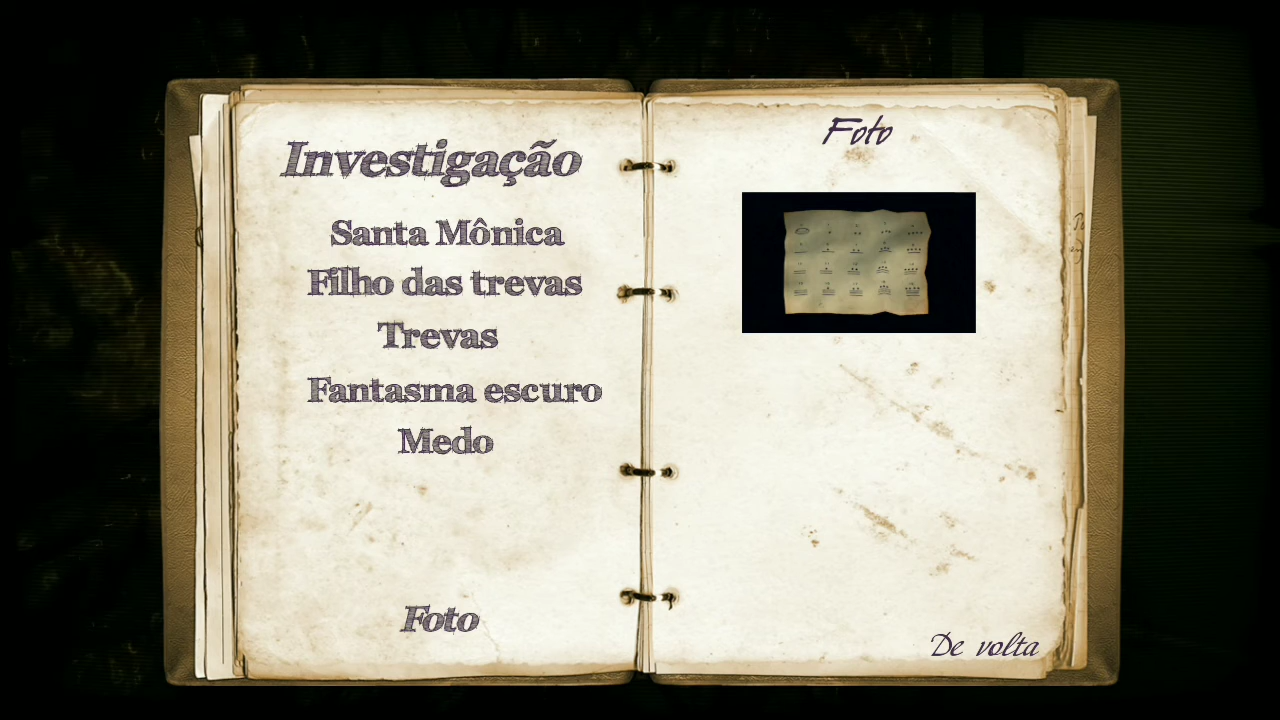 Investigação
Santa Mônica
Filho das trevas
Trevas
Fantasma escuro
Medo
Foto
Foto
De volta